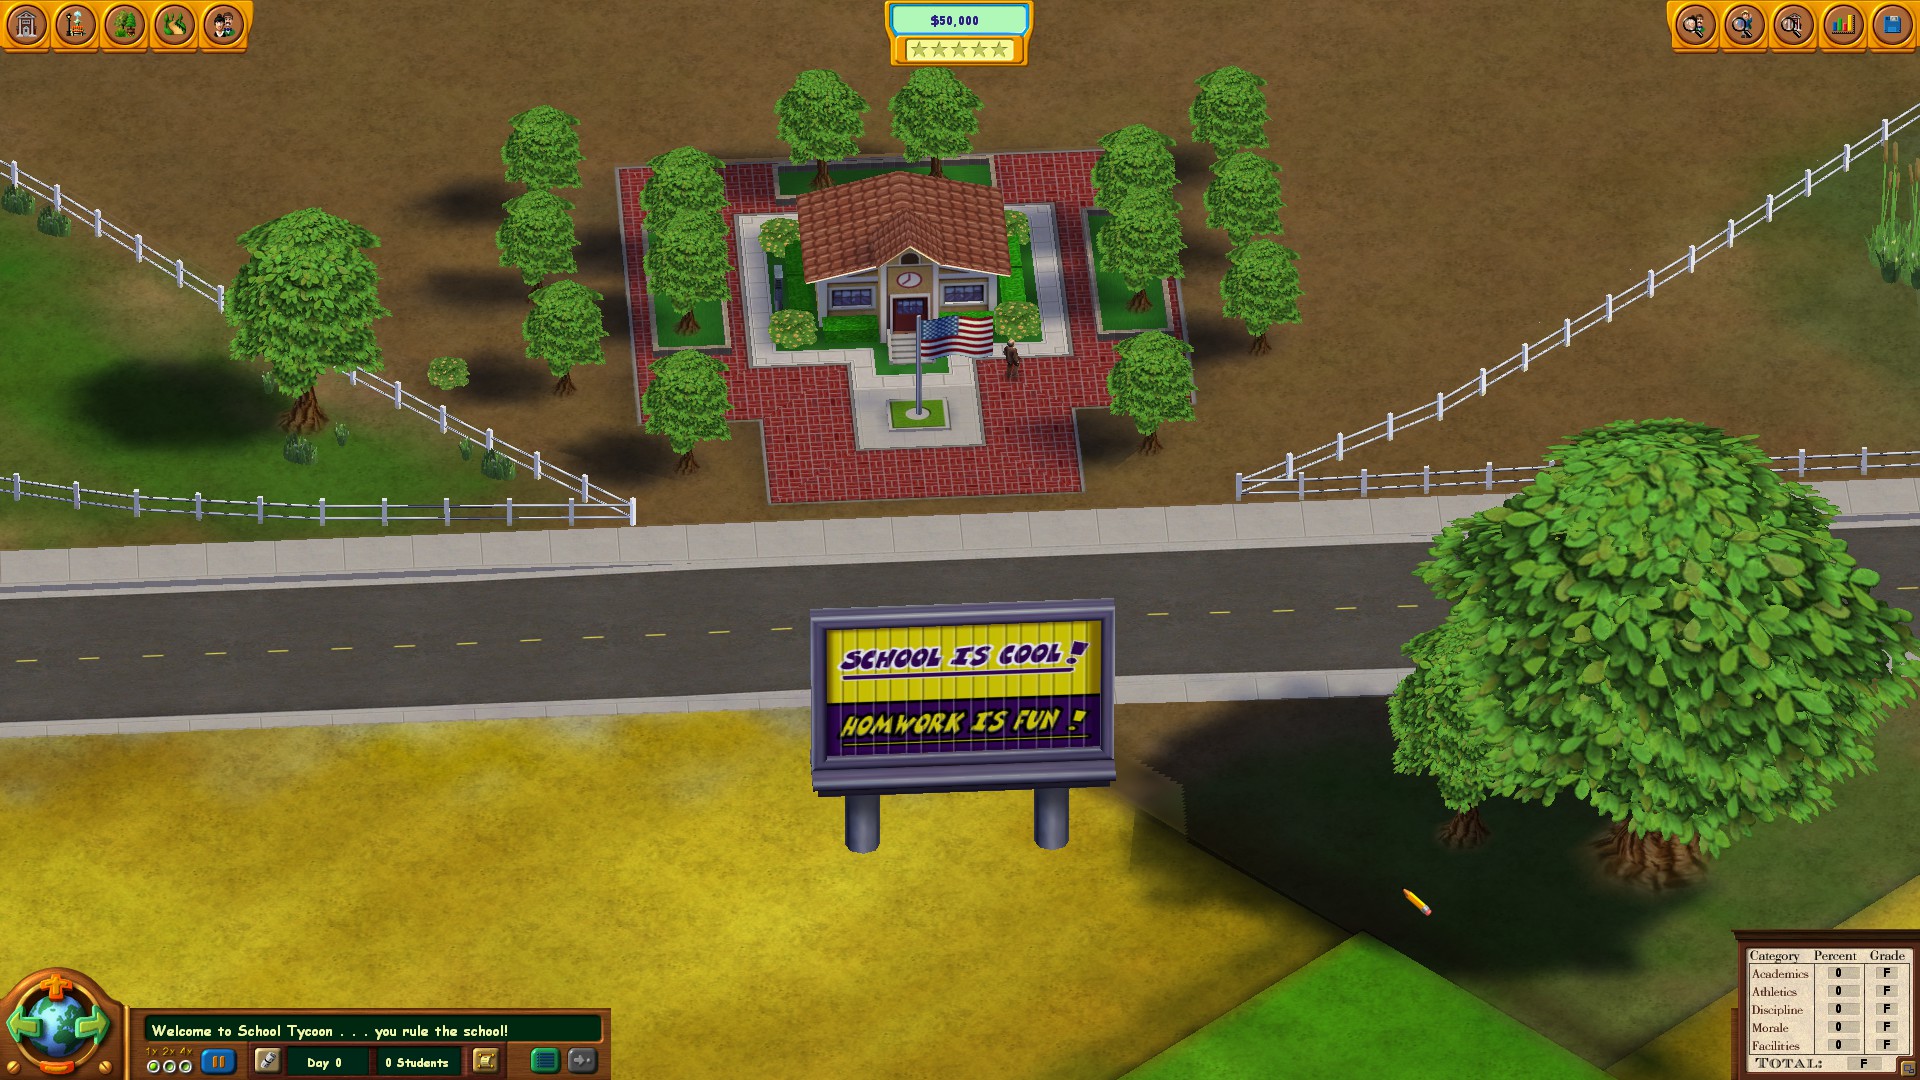 $50,000
SCHOOL IS COOL!
HOMWORK IS FUN!
Category Percent Grade
Academics 0 F
Athletics 0 F
Discipline 0 F
Morale 0 F
Facilities 0 F
TOTAL: F
Welcome to School Tycoon . . . you rule the school!
1x 2x 4x
Day 0 0 Students